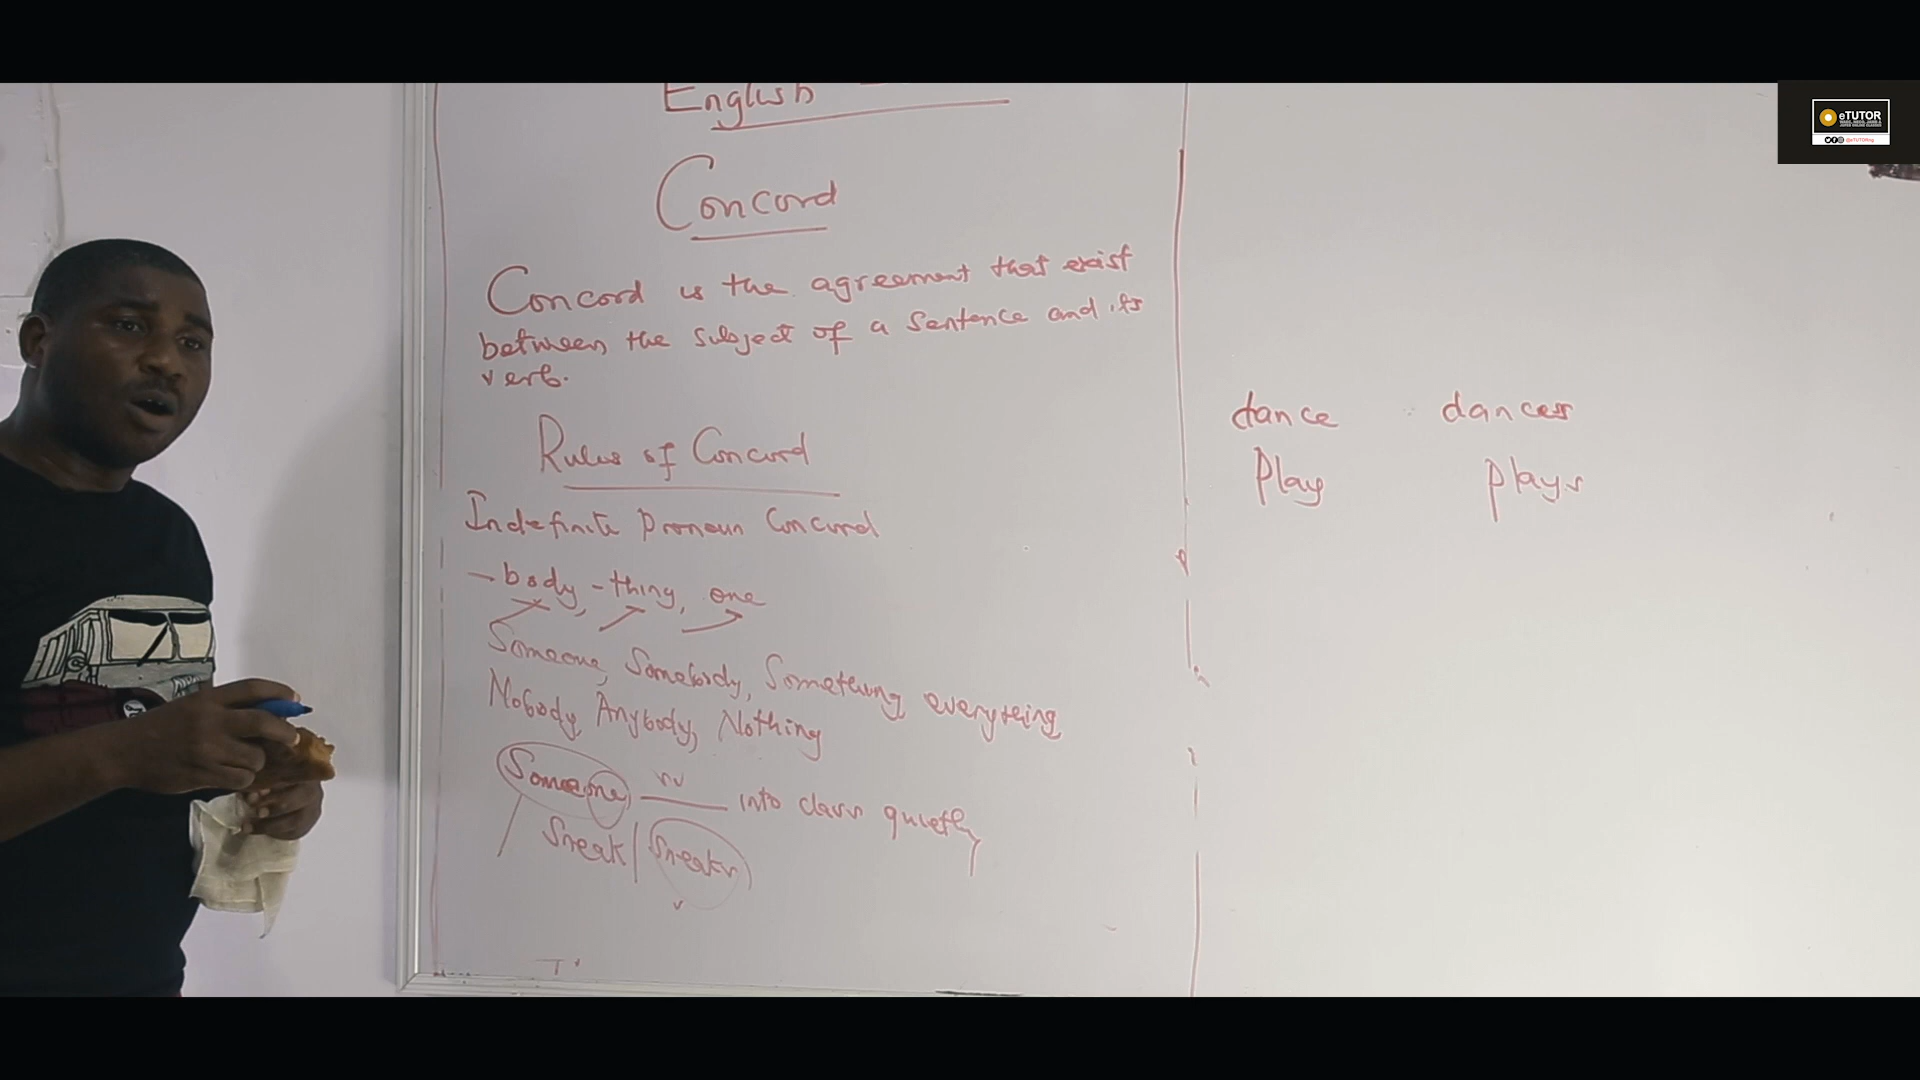 English
Concord
Concord is the agreement that exist
between the subject of a sentence and its
verb.
Rules of Concord
Indefinite Pronoun Concord
- body, - thing, one
Someone, Somebody, Something everything
Nobody, Anybody, Nothing
Someone ____ into class quietly
Sneak / Sneaks
dance dances
Play plays
eTUTOR